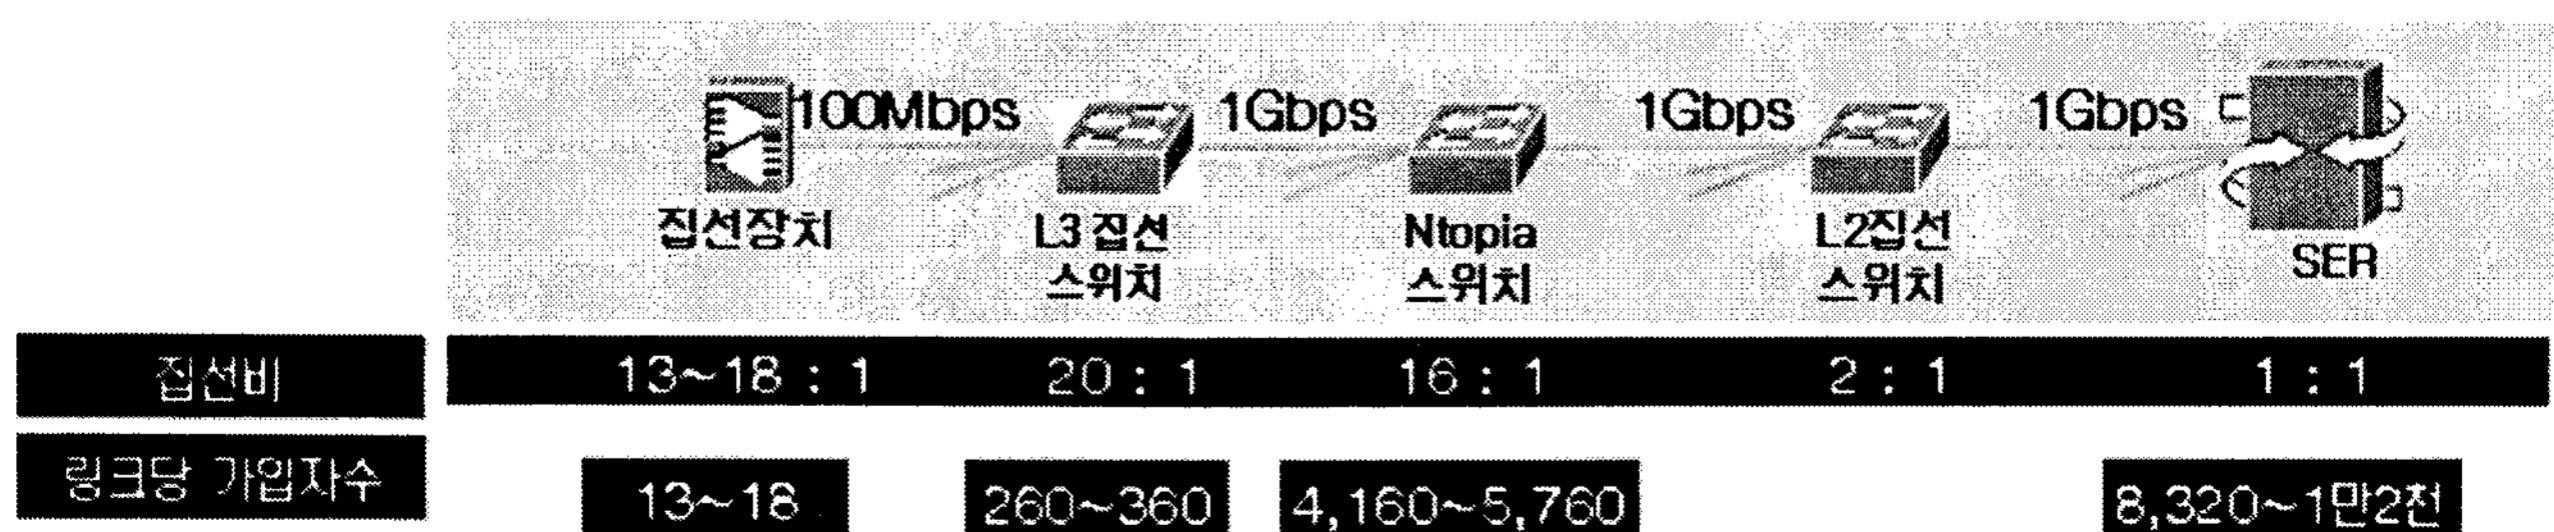 100Mbps 1Gbps 1Gbps 1Gbps
집선장치 L3 집선 Ntopia L2집선 SER
스위치 스위치 스위치
집선비 13~18 : 1 20 : 1 16 : 1 2 : 1 1 : 1
링크당 가입자수 13~18 260~360 4,160~5,760 8,320~1만2천